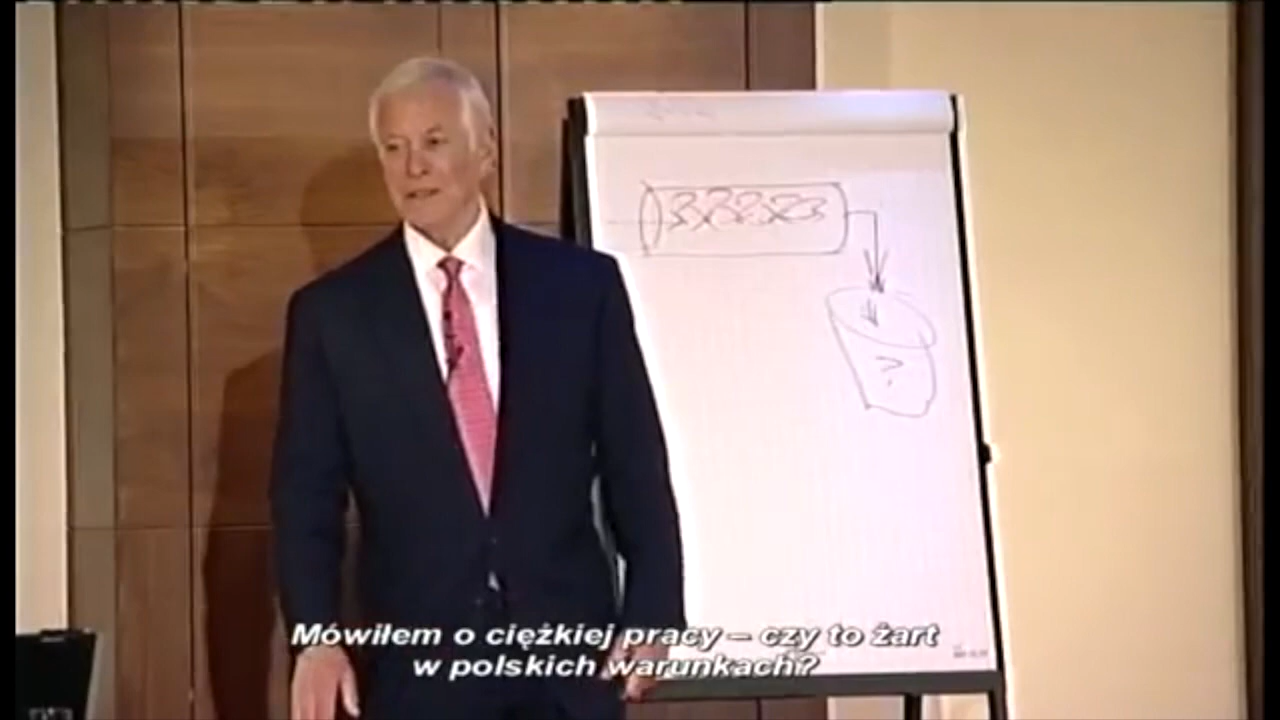 ?
Mówiłem o ciężkiej pracy – czy to żart
w polskich warunkach?